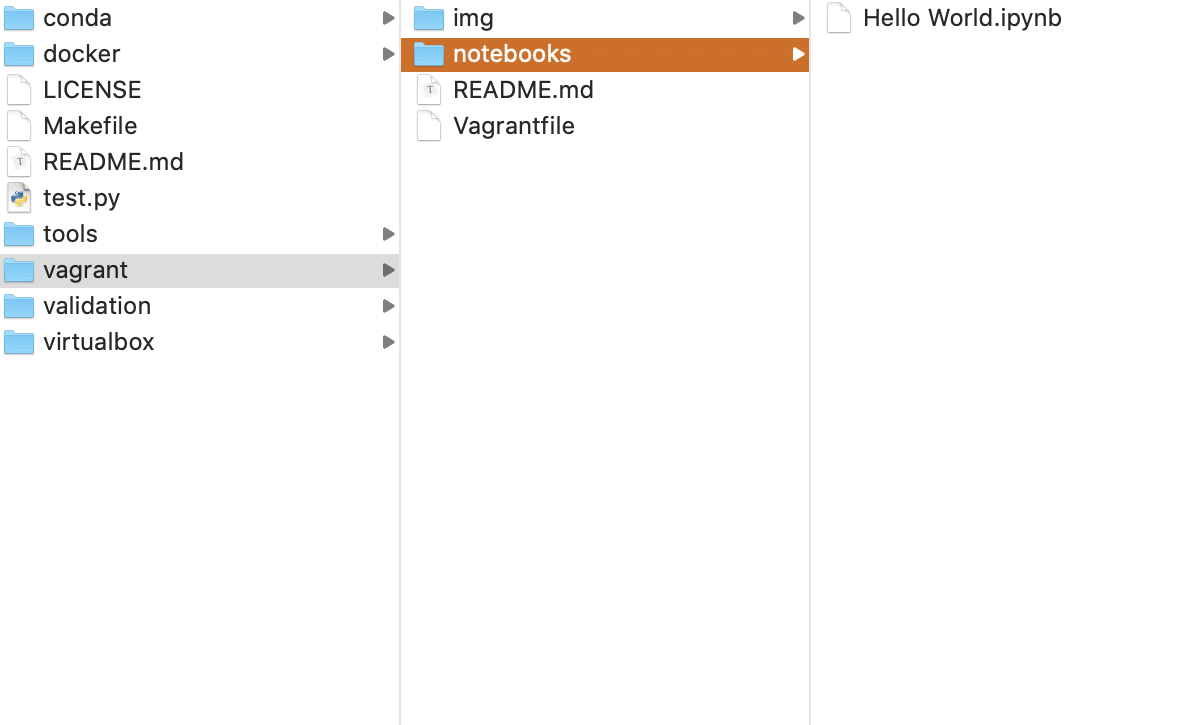 conda
docker
LICENSE
Makefile
README.md
test.py
tools
vagrant
validation
virtualbox
img
notebooks
README.md
Vagrantfile
Hello World.ipynb